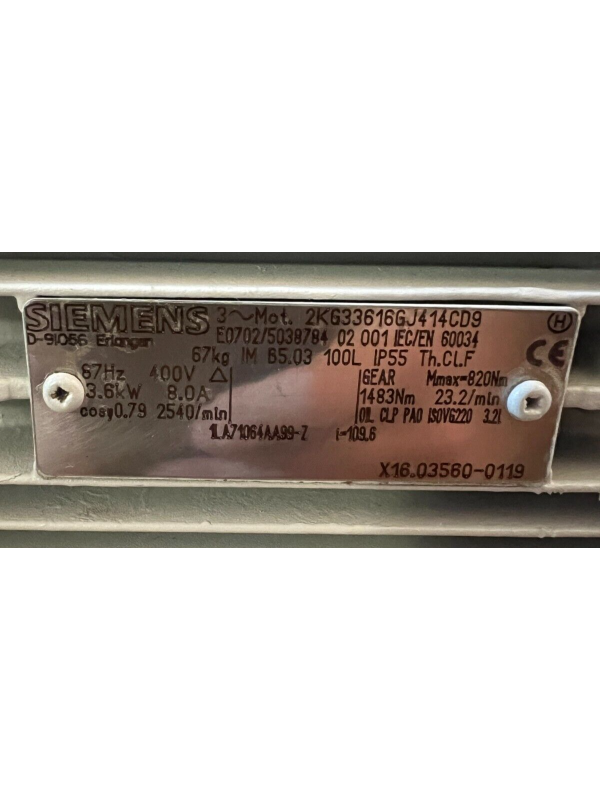 SIEMENS 3~Mot. 2KG33616GJ414CD9 (H)
D-91056 Erlangen E0702/5038784 02 001 IEC/EN 60034
67kg IM B5.03 100L IP55 Th.CL.F CE
67Hz 400V △ GEAR Mmax=820Nm
3.6kW 8.0A 1483Nm 23.2/min
cosφ0.79 2540/min OIL CLP PAO ISOVG220 3.2l
1LA71064AA99-Z i=109.6
X16.03560-0119